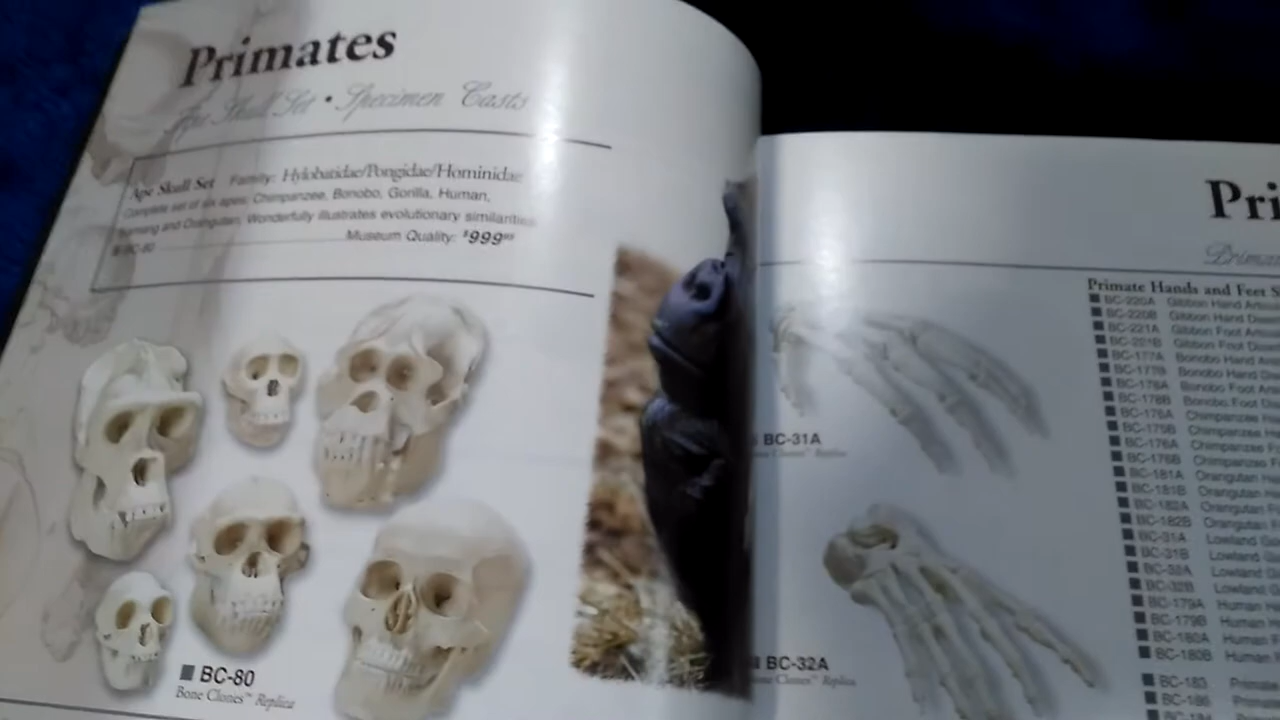 Primates
Ape Skull Set • Specimen Casts
Ape Skull Set Family: Hylobatidae/Pongidae/Hominidae
Complete set of six apes: Chimpanzee, Bonobo, Gorilla, Human,
and Orangutan. Wonderfully illustrates evolutionary similarities
BC-80 Museum Quality: $999
BC-80
Bone Clones™ Replica
Pri
Prima
BC-31A
Clones™ Replica
BC-32A
Clones™ Replica
Primate Hands and Feet S
BC-220A Gibbon Hand
BC-220B Gibbon Hand
BC-221A Gibbon Foot
BC-221B Gibbon Foot
BC-177A Bonobo Hand
BC-177B Bonobo Hand
BC-178A Bonobo Foot
BC-178B Bonobo Foot
BC-175A Chimpanzee
BC-175B Chimpanzee
BC-176A Chimpanzee
BC-176B Chimpanzee
BC-181A Orangutan
BC-181B Orangutan
BC-182A Orangutan
BC-182B Orangutan
BC-31A Lowland
BC-31B Lowland
BC-32A Lowland
BC-32B Lowland
BC-179A Human
BC-179B Human
BC-180A Human
BC-180B Human
BC-183
BC-186